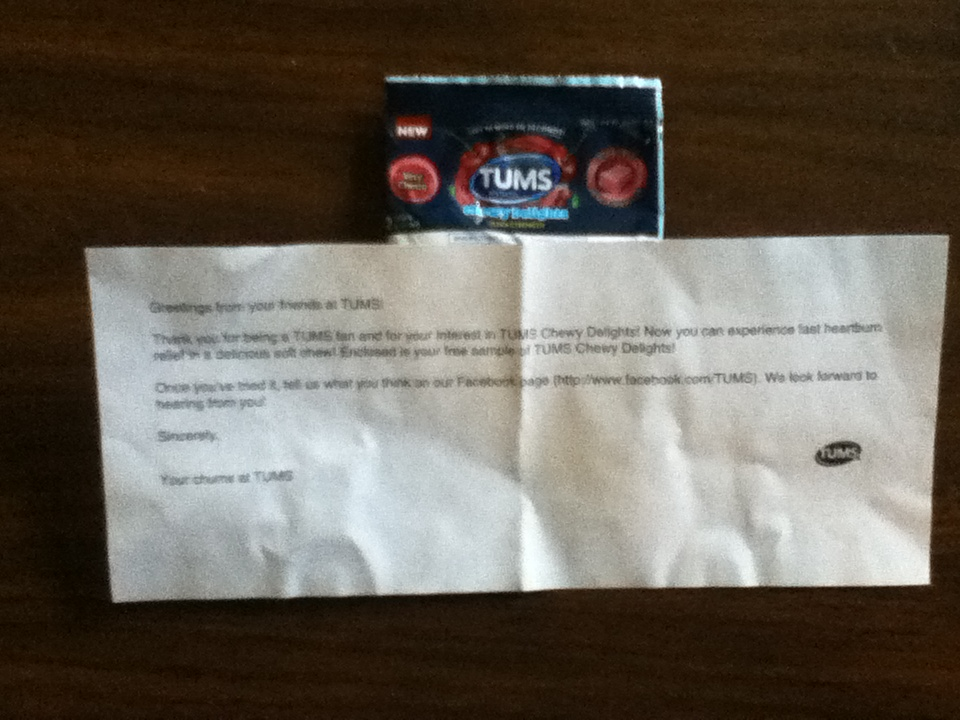 NEW
Very
Cherry
TUMS
Chewy Delights
Greetings from your friends at TUMS!
Thank you for being a TUMS fan and for your interest in TUMS Chewy Delights! Now you can experience fast heartburn
relief in a delicious soft chew! Enclosed is your free sample of TUMS Chewy Delights!
Once you've tried it, tell us what you think on our Facebook page (http://www.facebook.com/TUMS). We look forward to
hearing from you!
Sincerely,
TUMS
Your chums at TUMS